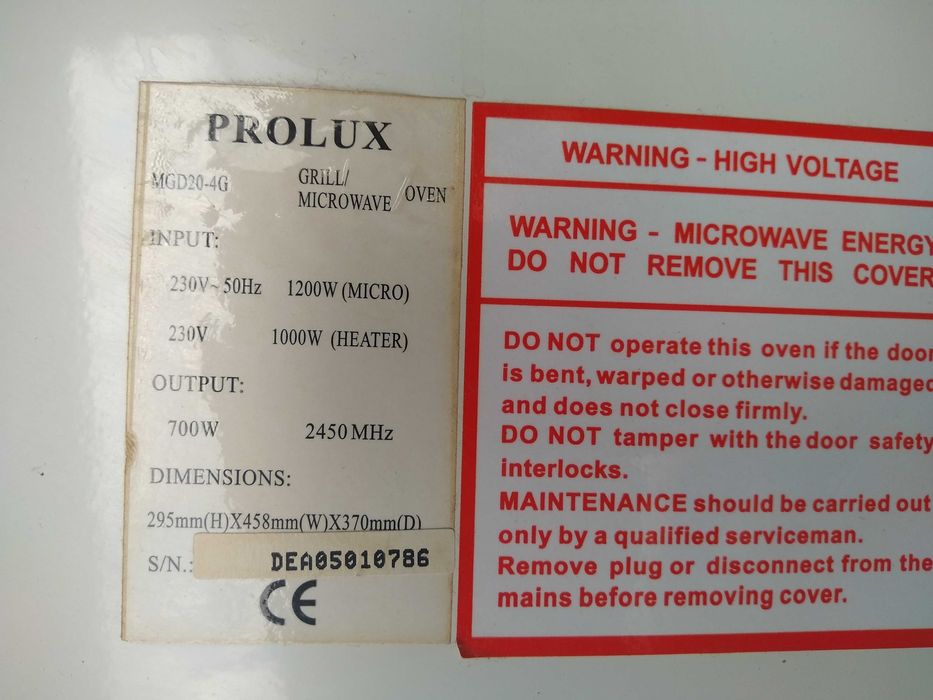 PROLUX
MGD20-4G
GRILL/
MICROWAVE OVEN
INPUT:
230V~50Hz 1200W (MICRO)
230V 1000W (HEATER)
OUTPUT:
700W 2450MHz
DIMENSIONS:
295mm(H)X458mm(W)X370mm(D)
S/N.: DEA05010786
CE
WARNING - HIGH VOLTAGE
WARNING - MICROWAVE ENERGY
DO NOT REMOVE THIS COVER
DO NOT operate this oven if the door
is bent, warped or otherwise damaged
and does not close firmly.
DO NOT tamper with the door safety
interlocks.
MAINTENANCE should be carried out
only by a qualified serviceman.
Remove plug or disconnect from the
mains before removing cover.